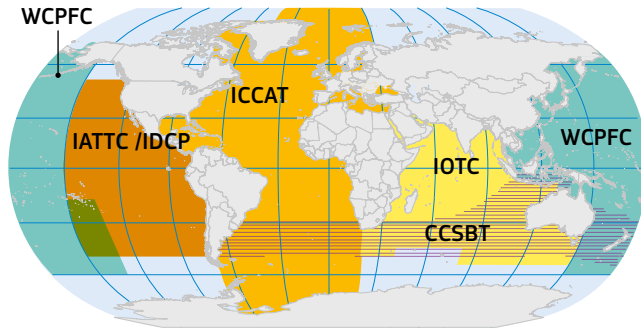 WCPFC
ICCAT
IATTC /IDCP
WCPFC
IOTC
CCSBT